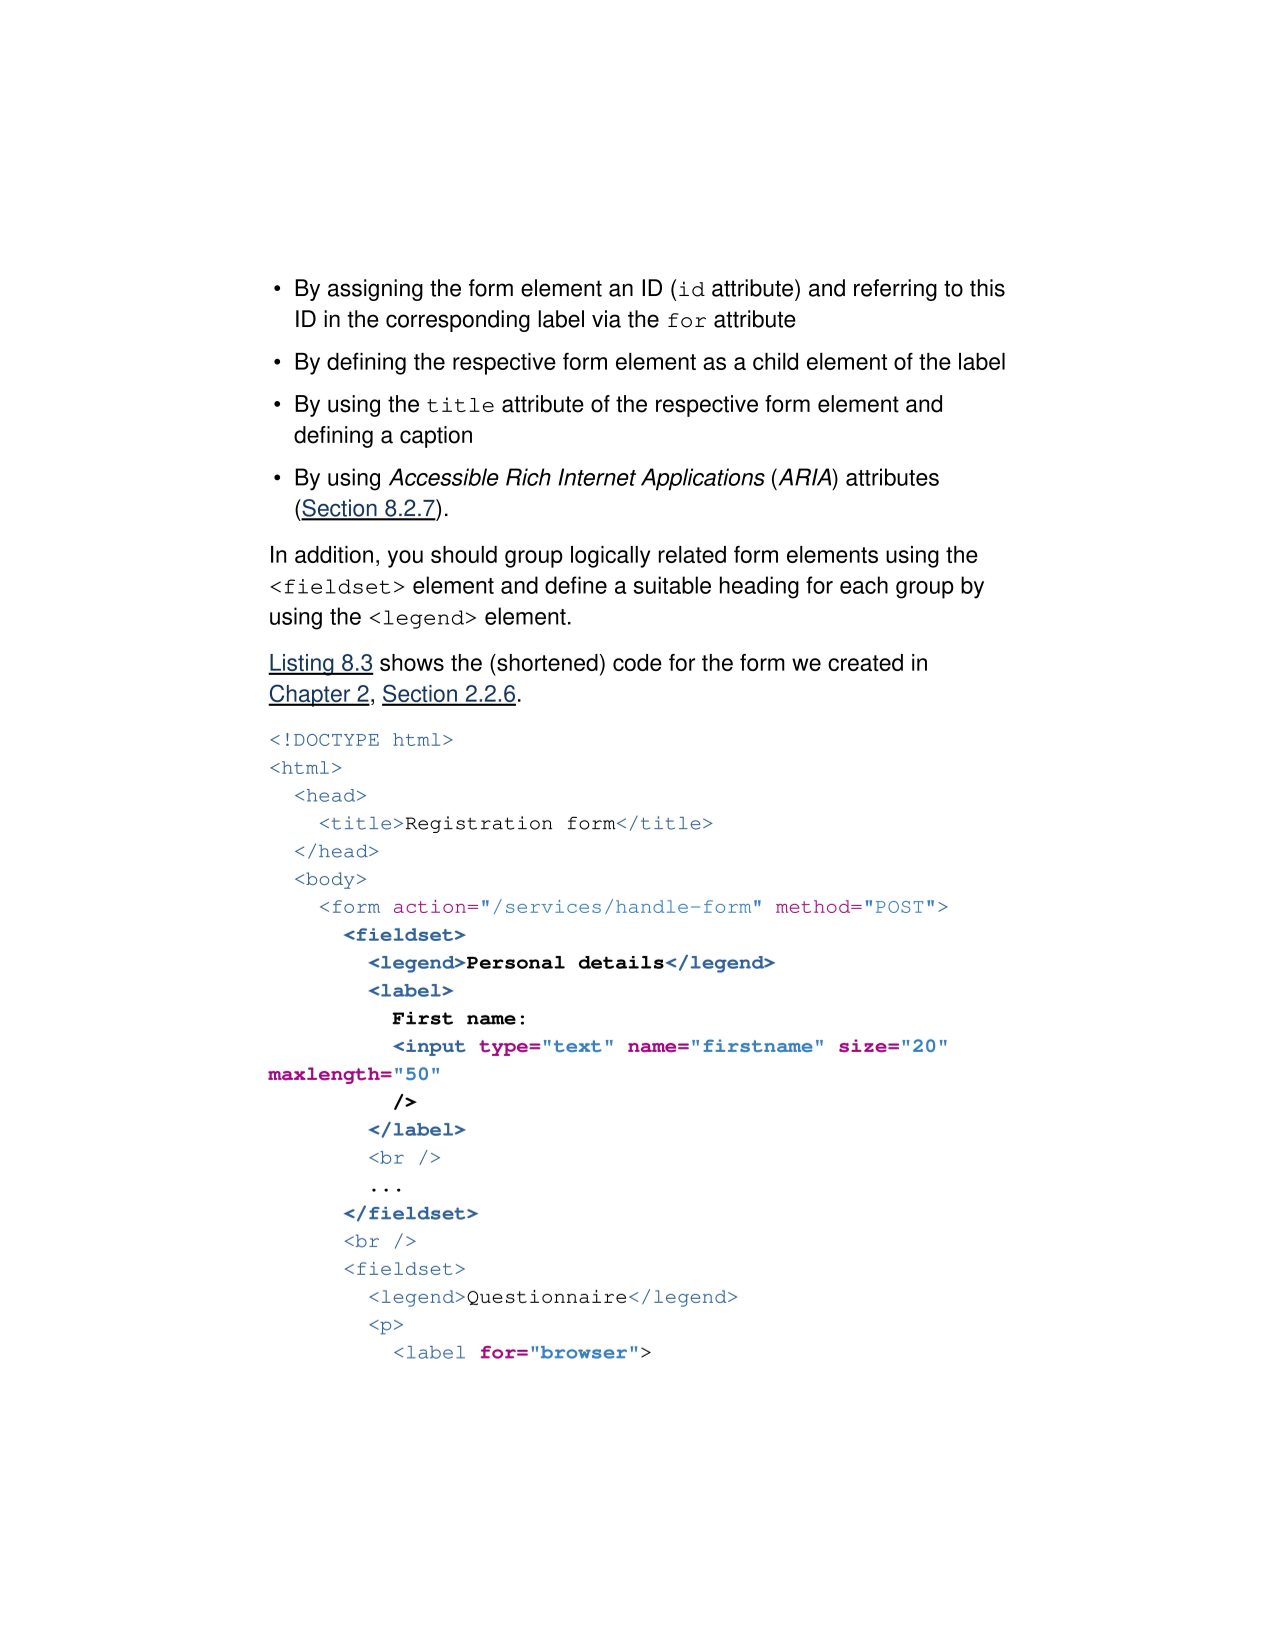 • By assigning the form element an ID (id attribute) and referring to this
ID in the corresponding label via the for attribute
• By defining the respective form element as a child element of the label
• By using the title attribute of the respective form element and
defining a caption
• By using Accessible Rich Internet Applications (ARIA) attributes
(Section 8.2.7).
In addition, you should group logically related form elements using the
<fieldset> element and define a suitable heading for each group by
using the <legend> element.
Listing 8.3 shows the (shortened) code for the form we created in
Chapter 2, Section 2.2.6.
<!DOCTYPE html>
<html>
  <head>
    <title>Registration form</title>
  </head>
  <body>
    <form action="/services/handle-form" method="POST">
      <fieldset>
        <legend>Personal details</legend>
        <label>
          First name:
          <input type="text" name="firstname" size="20"
maxlength="50"
          />
        </label>
        <br />
        ...
      </fieldset>
      <br />
      <fieldset>
        <legend>Questionnaire</legend>
        <p>
          <label for="browser">